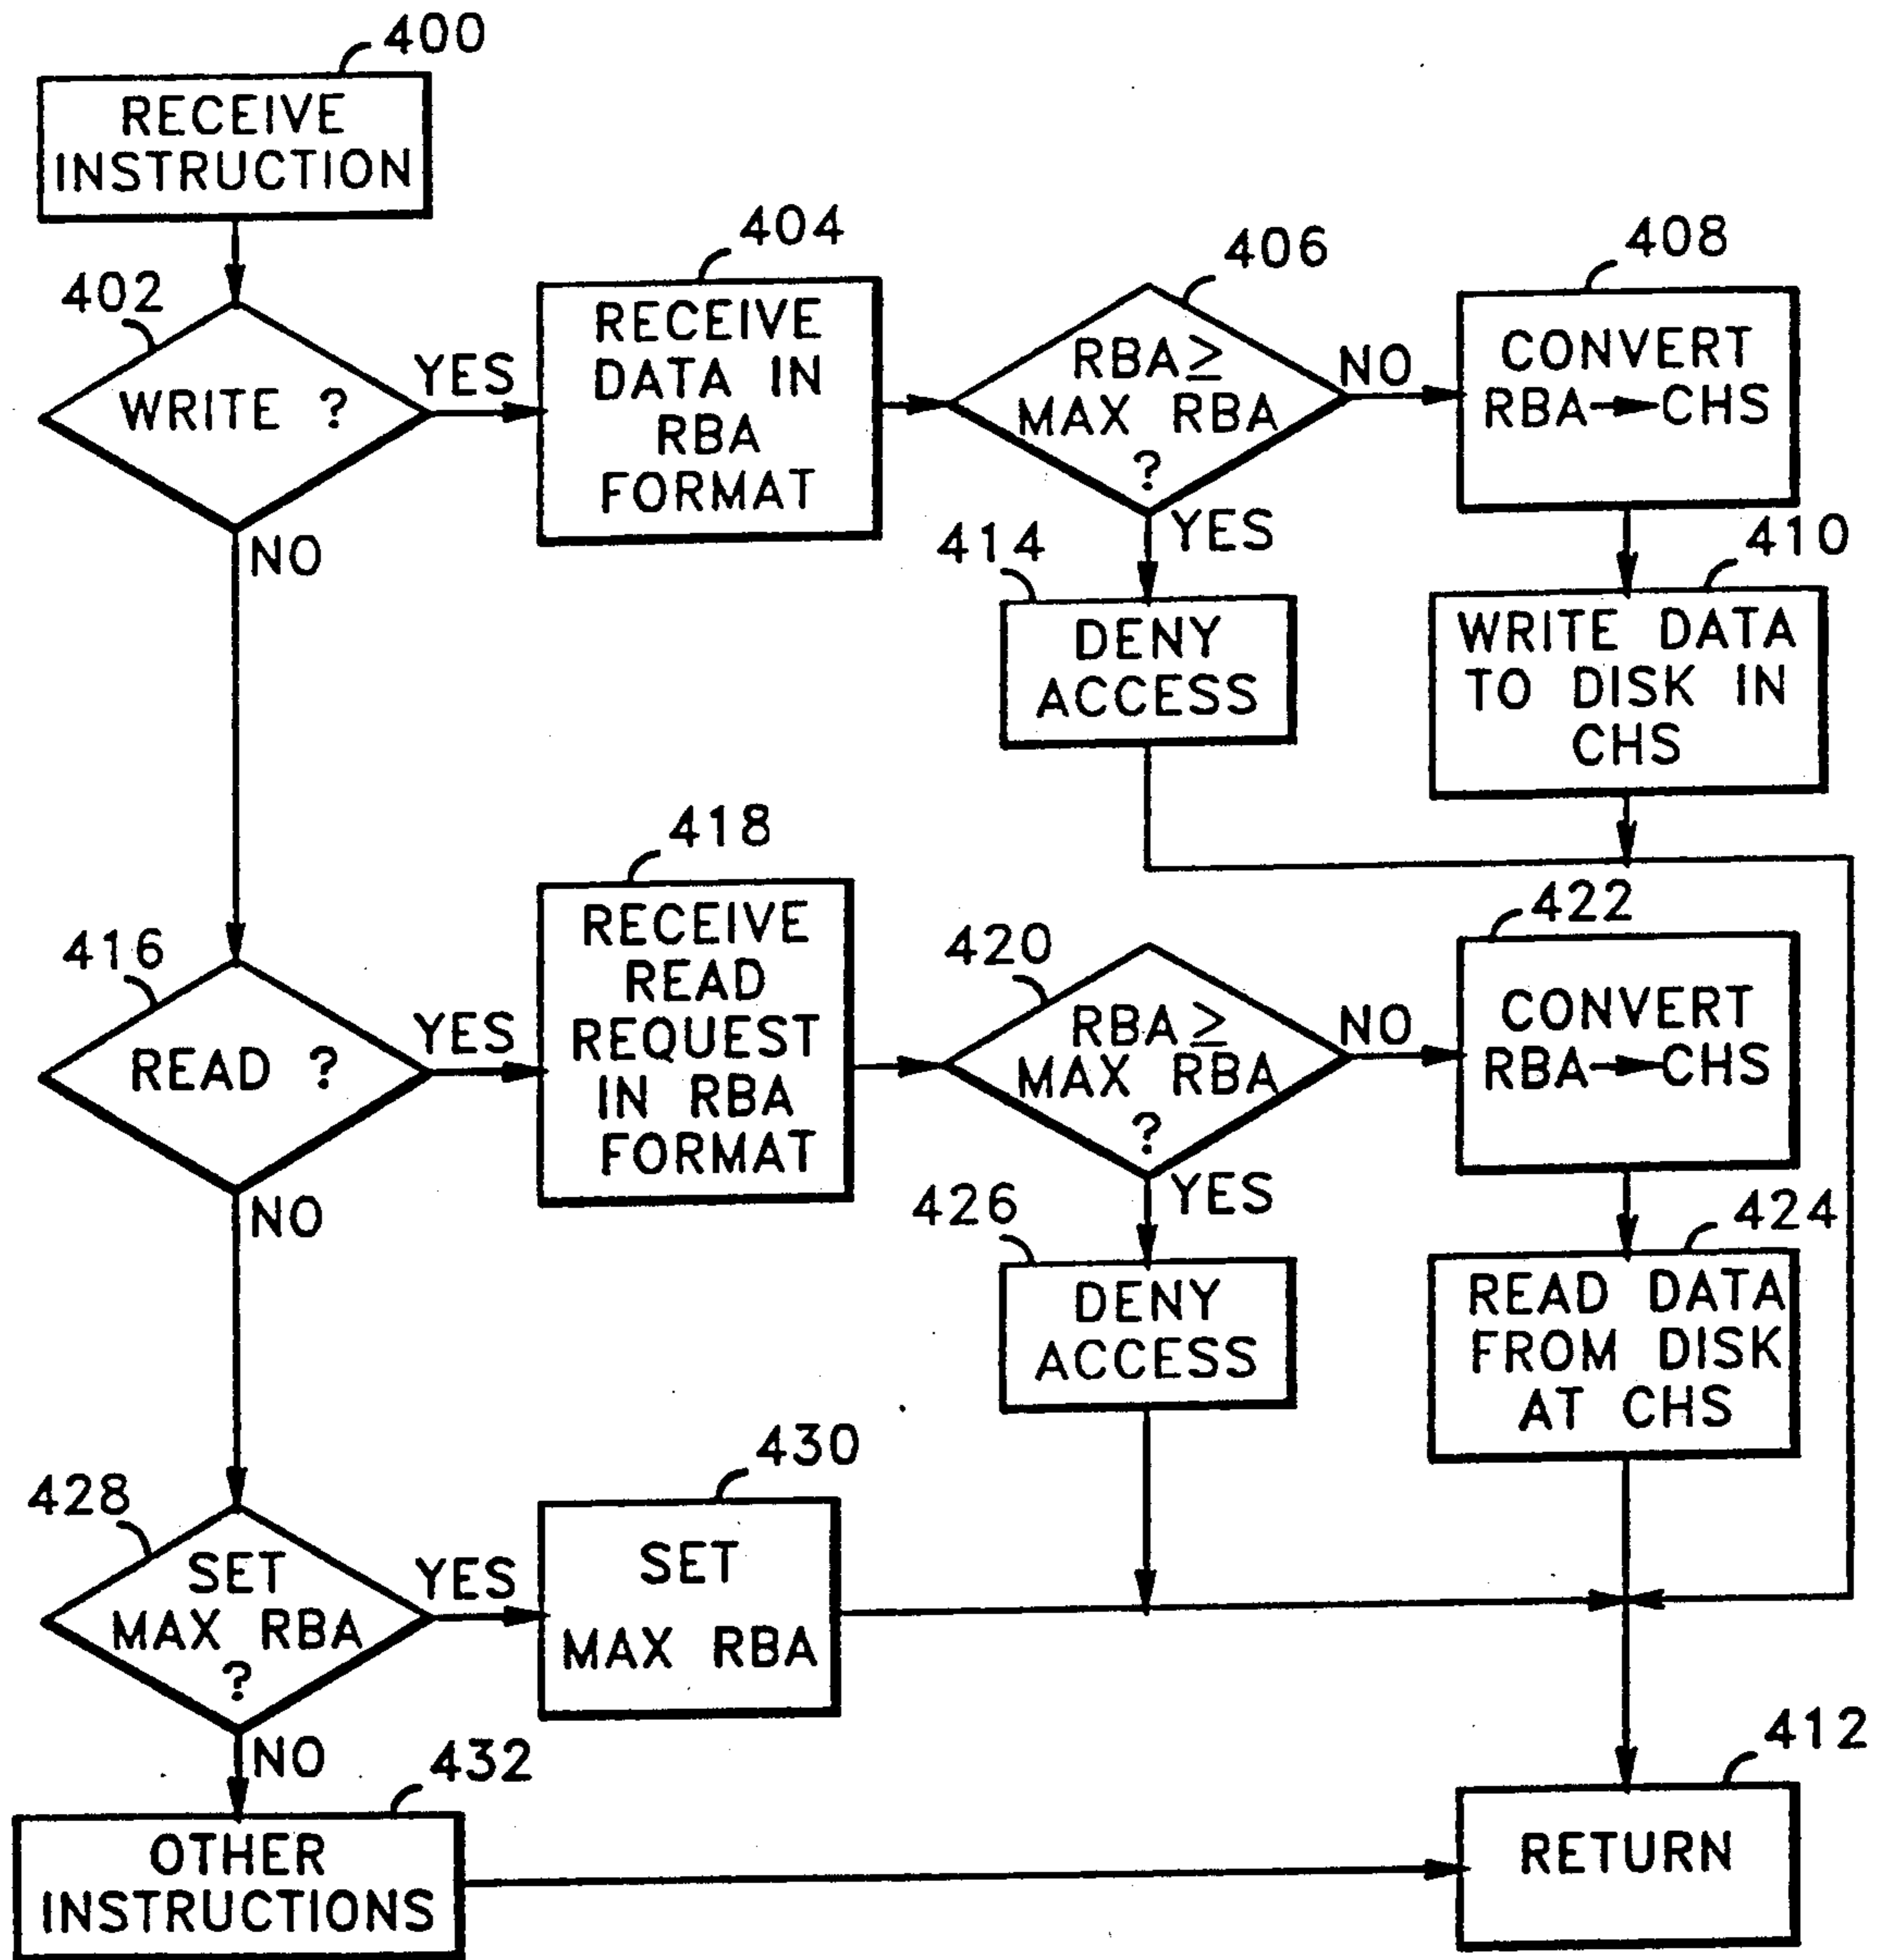 400
RECEIVE
INSTRUCTION
402
WRITE ?
YES
NO
404
RECEIVE
DATA IN
RBA
FORMAT
406
RBA≥
MAX RBA
?
NO
YES
408
CONVERT
RBA→CHS
410
WRITE DATA
TO DISK IN
CHS
414
DENY
ACCESS
416
READ ?
YES
NO
418
RECEIVE
READ
REQUEST
IN RBA
FORMAT
420
RBA≥
MAX RBA
?
NO
YES
422
CONVERT
RBA→CHS
424
READ DATA
FROM DISK
AT CHS
426
DENY
ACCESS
428
SET
MAX RBA
?
YES
NO
430
SET
MAX RBA
432
OTHER
INSTRUCTIONS
412
RETURN